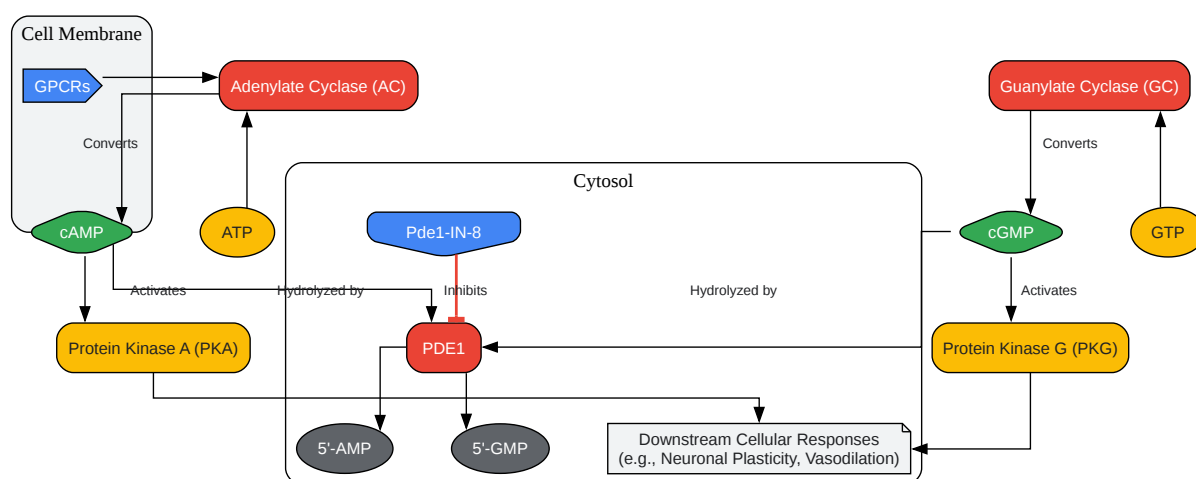 Cell Membrane
GPCRs
Adenylate Cyclase (AC)
Guanylate Cyclase (GC)
Converts
Converts
Cytosol
cAMP
ATP
Pde1-IN-8
cGMP
GTP
Activates
Hydrolyzed by
Inhibits
Hydrolyzed by
Activates
Protein Kinase A (PKA)
PDE1
Protein Kinase G (PKG)
5'-AMP
5'-GMP
Downstream Cellular Responses
(e.g., Neuronal Plasticity, Vasodilation)